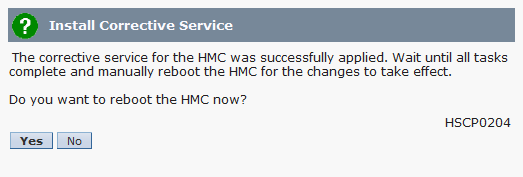 Install Corrective Service
The corrective service for the HMC was successfully applied. Wait until all tasks
complete and manually reboot the HMC for the changes to take effect.
Do you want to reboot the HMC now?
HSCP0204
Yes No